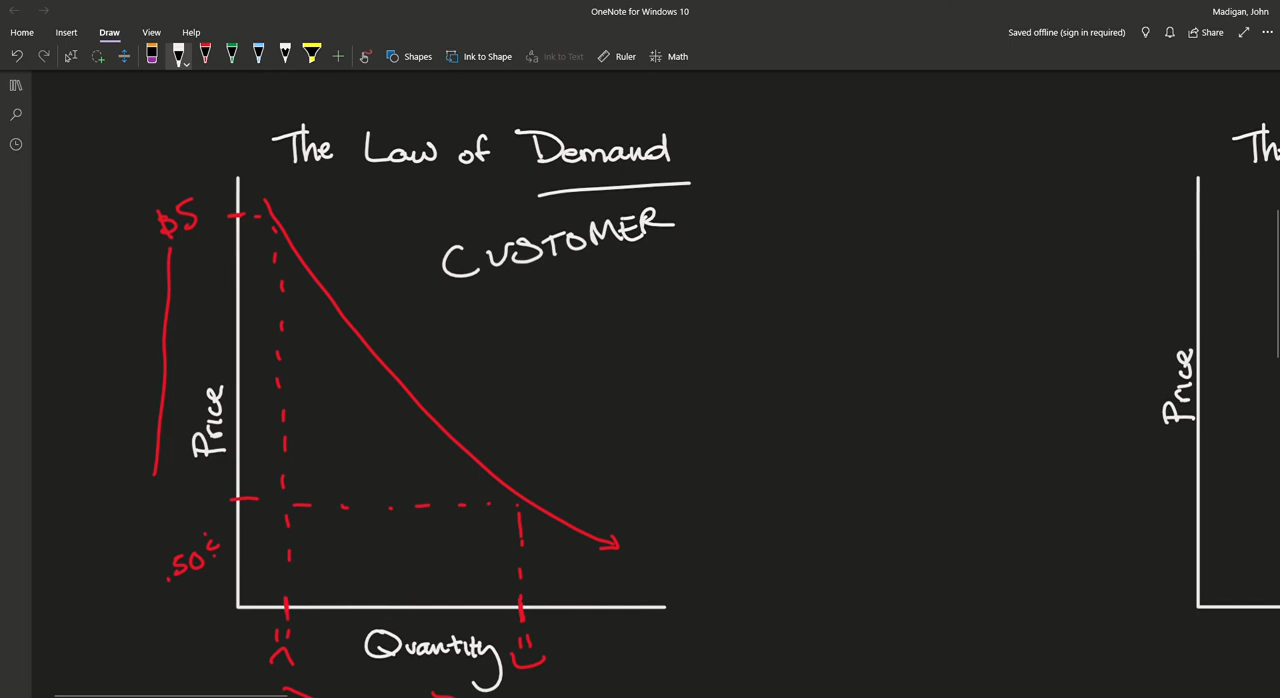 OneNote for Windows 10
Madigan, John
Home Insert Draw View Help
Saved offline (sign in required) Share
Shapes Ink to Shape Ink to Text Ruler Math
The Law of Demand
Th
CUSTOMER
$5
Price
Price
.50¢
Quantity